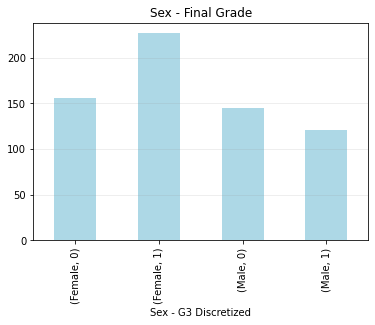 Sex - Final Grade
200
150
100
50
0
(Female, 0)
(Female, 1)
(Male, 0)
(Male, 1)
Sex - G3 Discretized